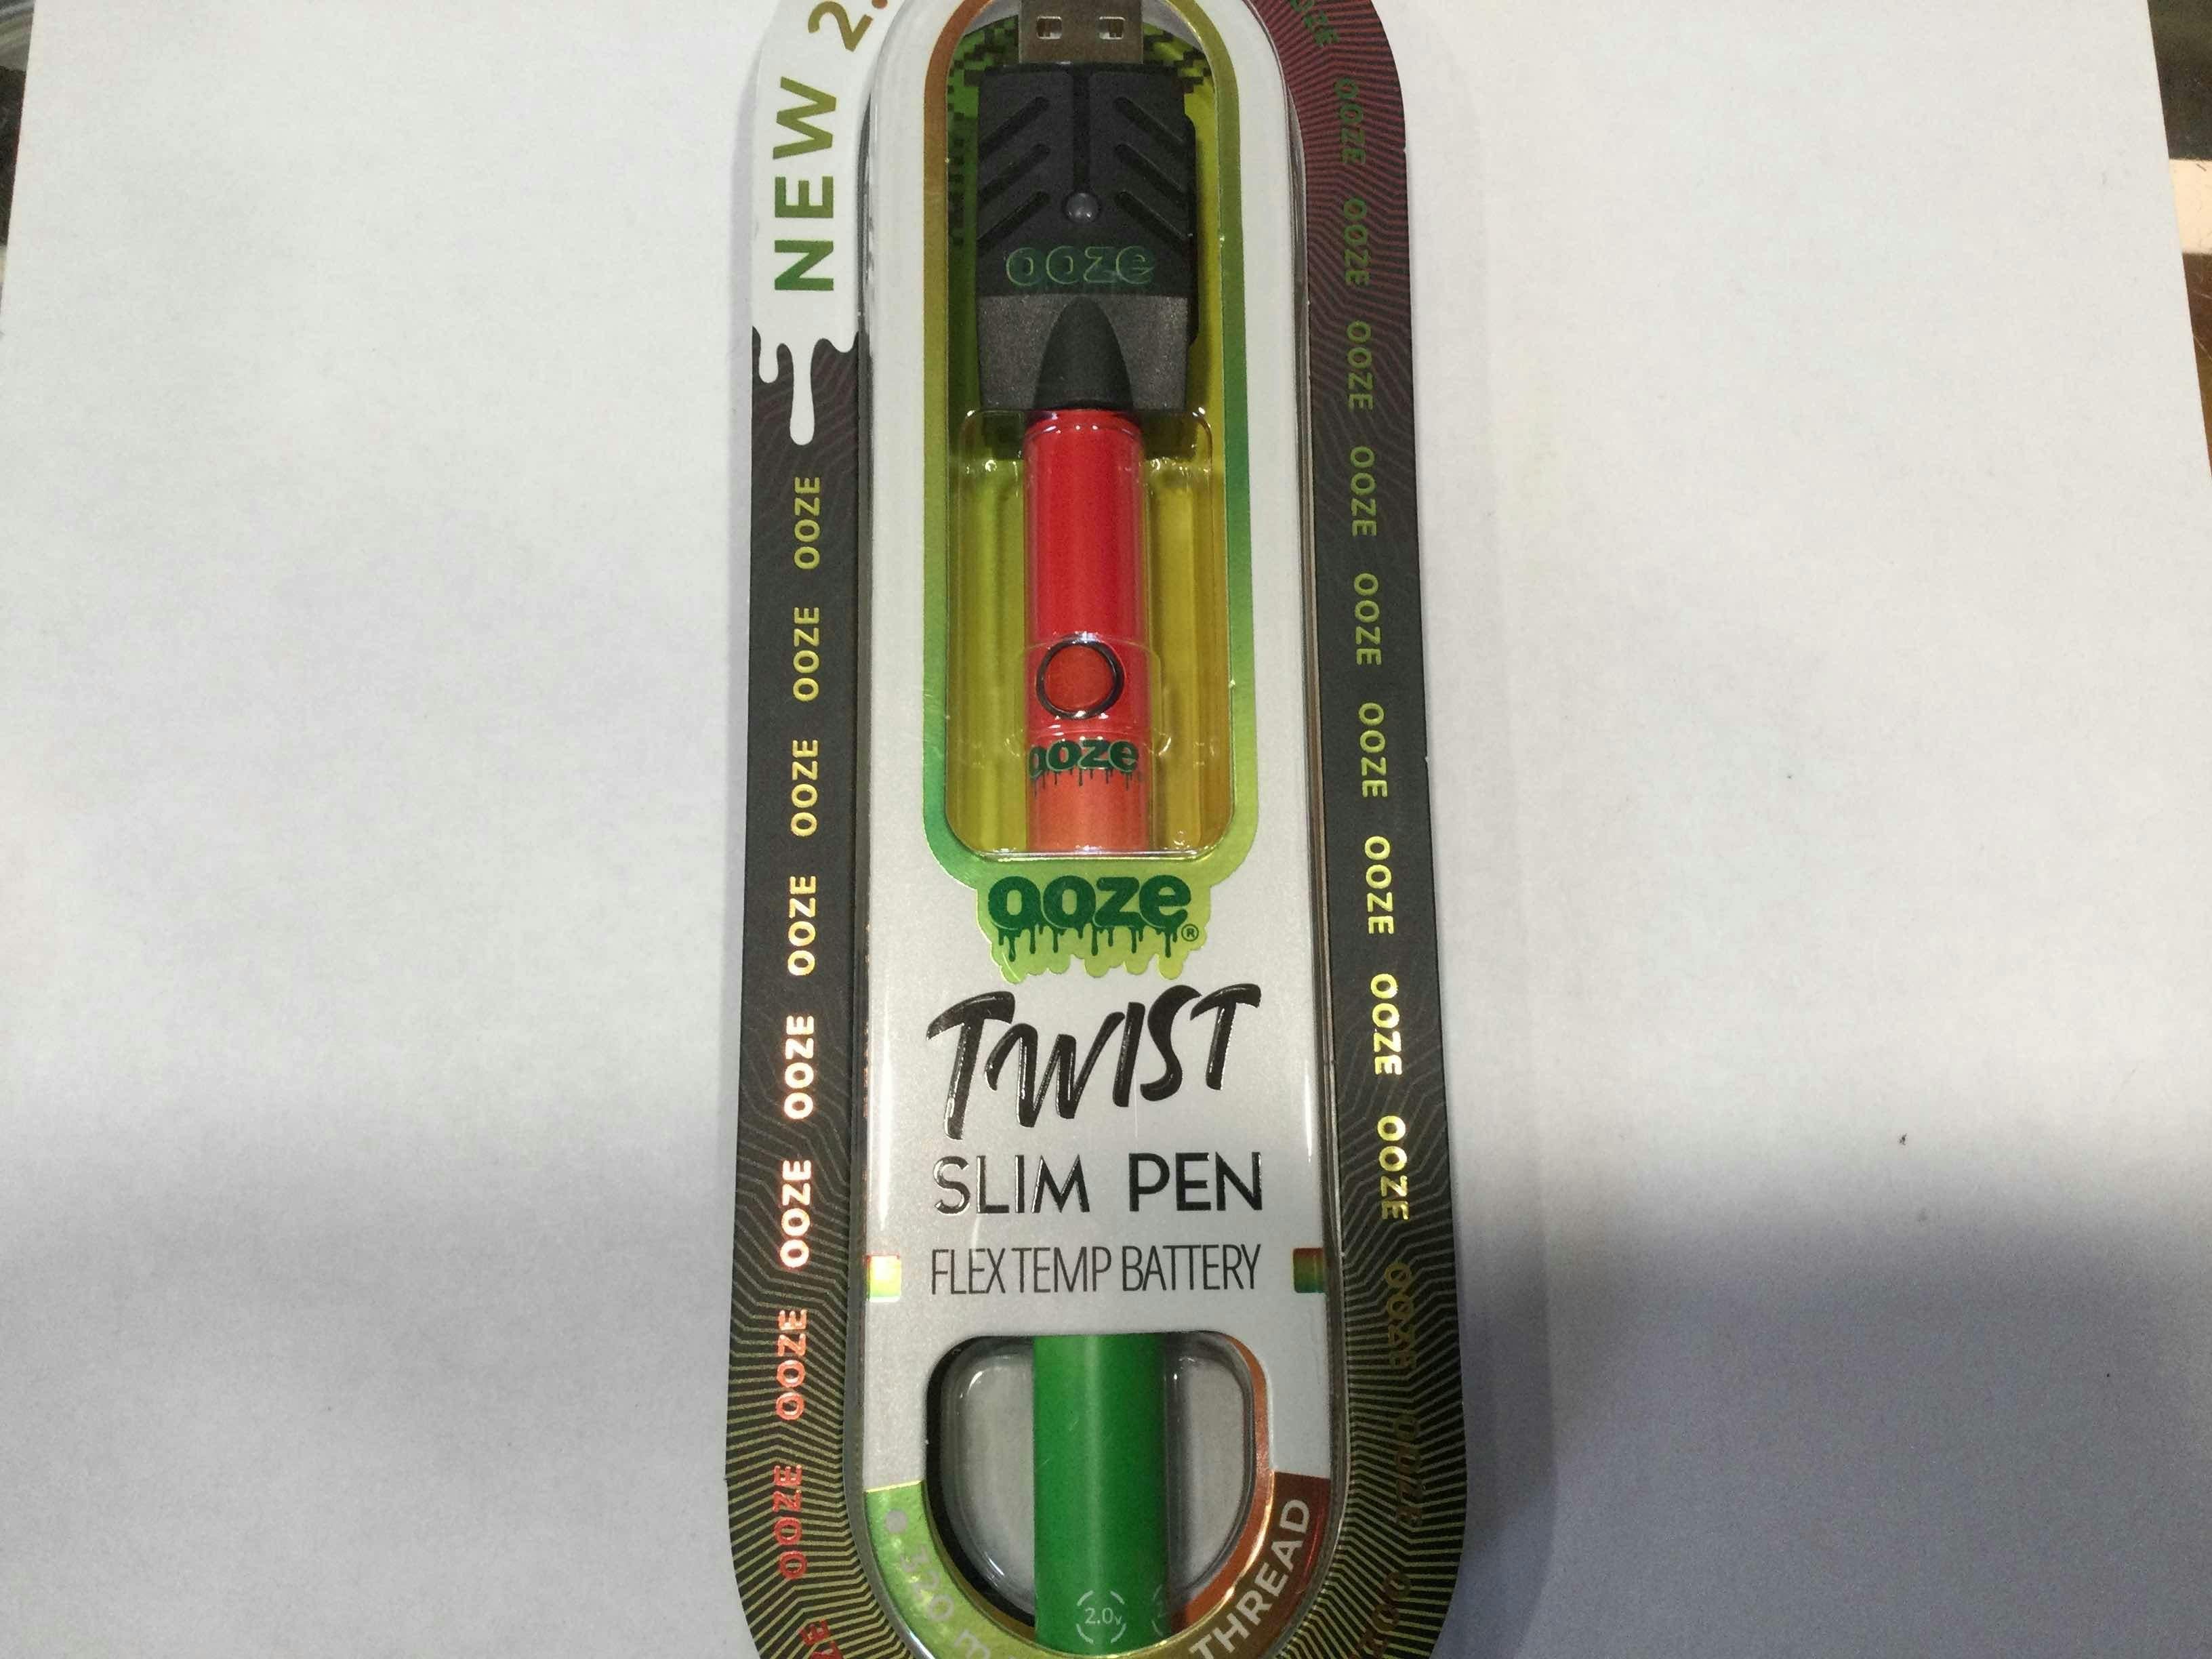 NEW 2.
ooze
ooze
ooze®
TWIST
SLIM PEN
FLEX TEMP BATTERY
320 m
THREAD
2.0v
OOZE OOZE OOZE OOZE OOZE OOZE OOZE OOZE
OOZE OOZE OOZE OOZE OOZE OOZE OOZE OOZE OOZE OOZE OOZE